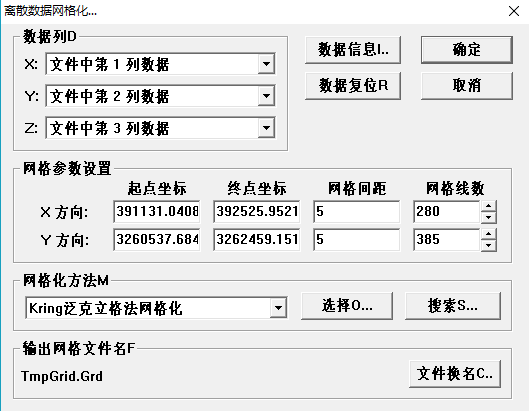 离散数据网格化...
数据列D
X: 文件中第 1 列数据
Y: 文件中第 2 列数据
Z: 文件中第 3 列数据
数据信息I..
确定
数据复位R
取消
网格参数设置
起点坐标 终点坐标 网格间距 网格线数
X 方向: 391131.0408 392525.9521 5 280
Y 方向: 3260537.684 3262459.151 5 385
网格化方法M
Kring泛克立格法网格化
选择O...
搜索S...
输出网格文件名F
TmpGrid.Grd
文件换名C..